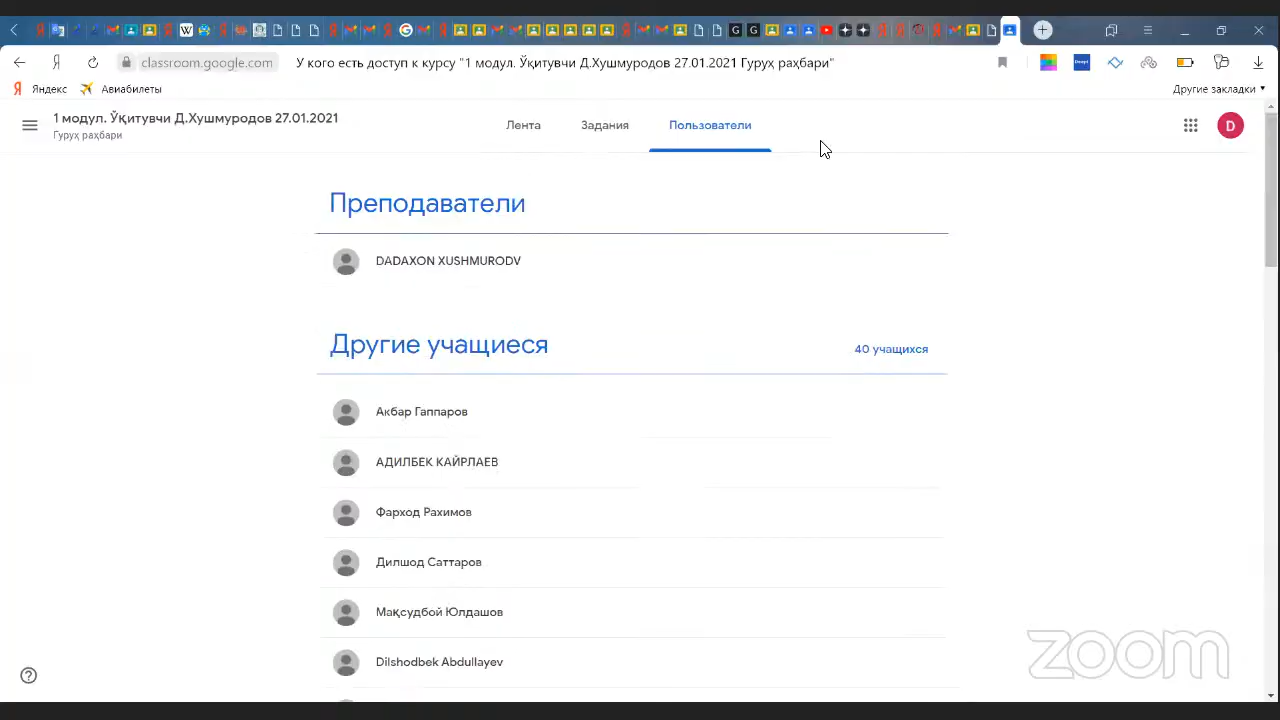 classroom.google.com У кого есть доступ к курсу "1 модул. Ўқитувчи Д.Хушмуродов 27.01.2021 Гуруҳ раҳбари"
Яндекс Авиабилеты Другие закладки
1 модул. Ўқитувчи Д.Хушмуродов 27.01.2021
Гуруҳ раҳбари
Лента Задания Пользователи
D
Преподаватели
DADAXON XUSHMURODV
Другие учащиеся
40 учащихся
Акбар Гаппаров
АДИЛБЕК КАЙРЛАЕВ
Фарход Рахимов
Дилшод Саттаров
Мақсудбой Юлдашов
Dilshodbek Abdullayev
zoom